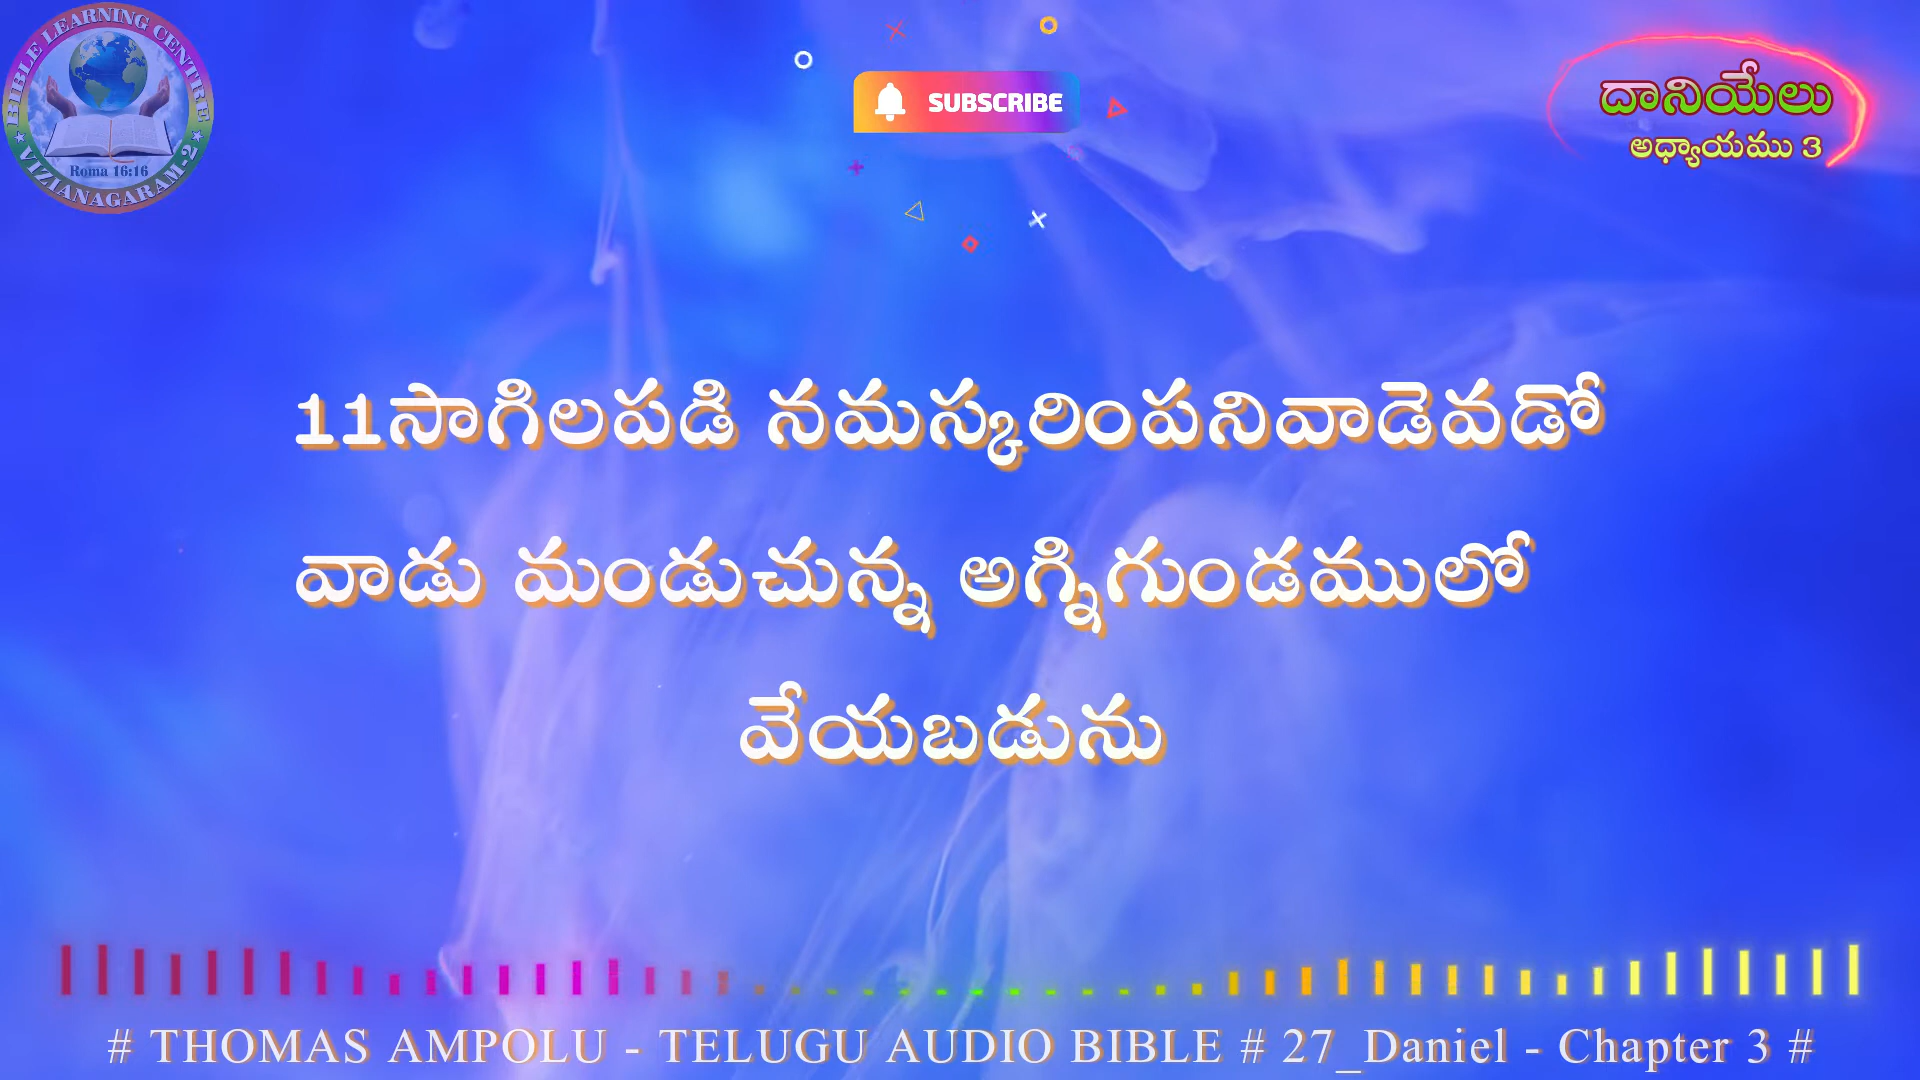 BIBLE LEARNING CENTRE
Roma 16:16
★ VIZIANAGARAM-2 ★
SUBSCRIBE
దానియేలు
అధ్యాయము 3
11సాగిలపడి నమస్కరింపనివాడెవడో
వాడు మండుచున్న అగ్నిగుండములో
వేయబడును
# THOMAS AMPOLU - TELUGU AUDIO BIBLE # 27_Daniel - Chapter 3 #